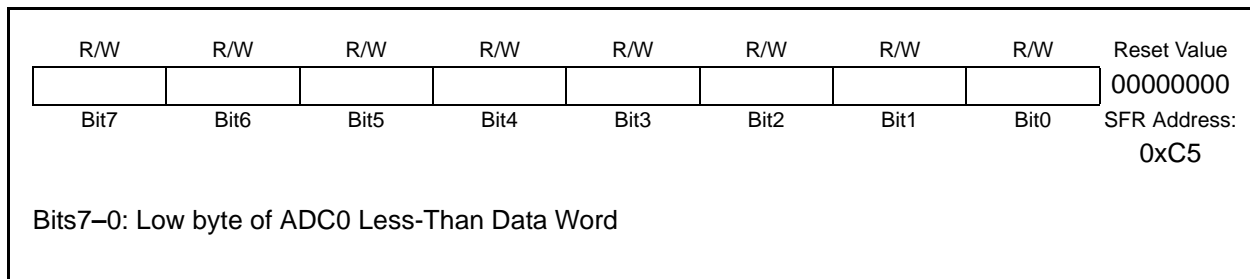 R/W R/W R/W R/W R/W R/W R/W R/W Reset Value
00000000
Bit7 Bit6 Bit5 Bit4 Bit3 Bit2 Bit1 Bit0 SFR Address:
0xC5
Bits7–0: Low byte of ADC0 Less-Than Data Word